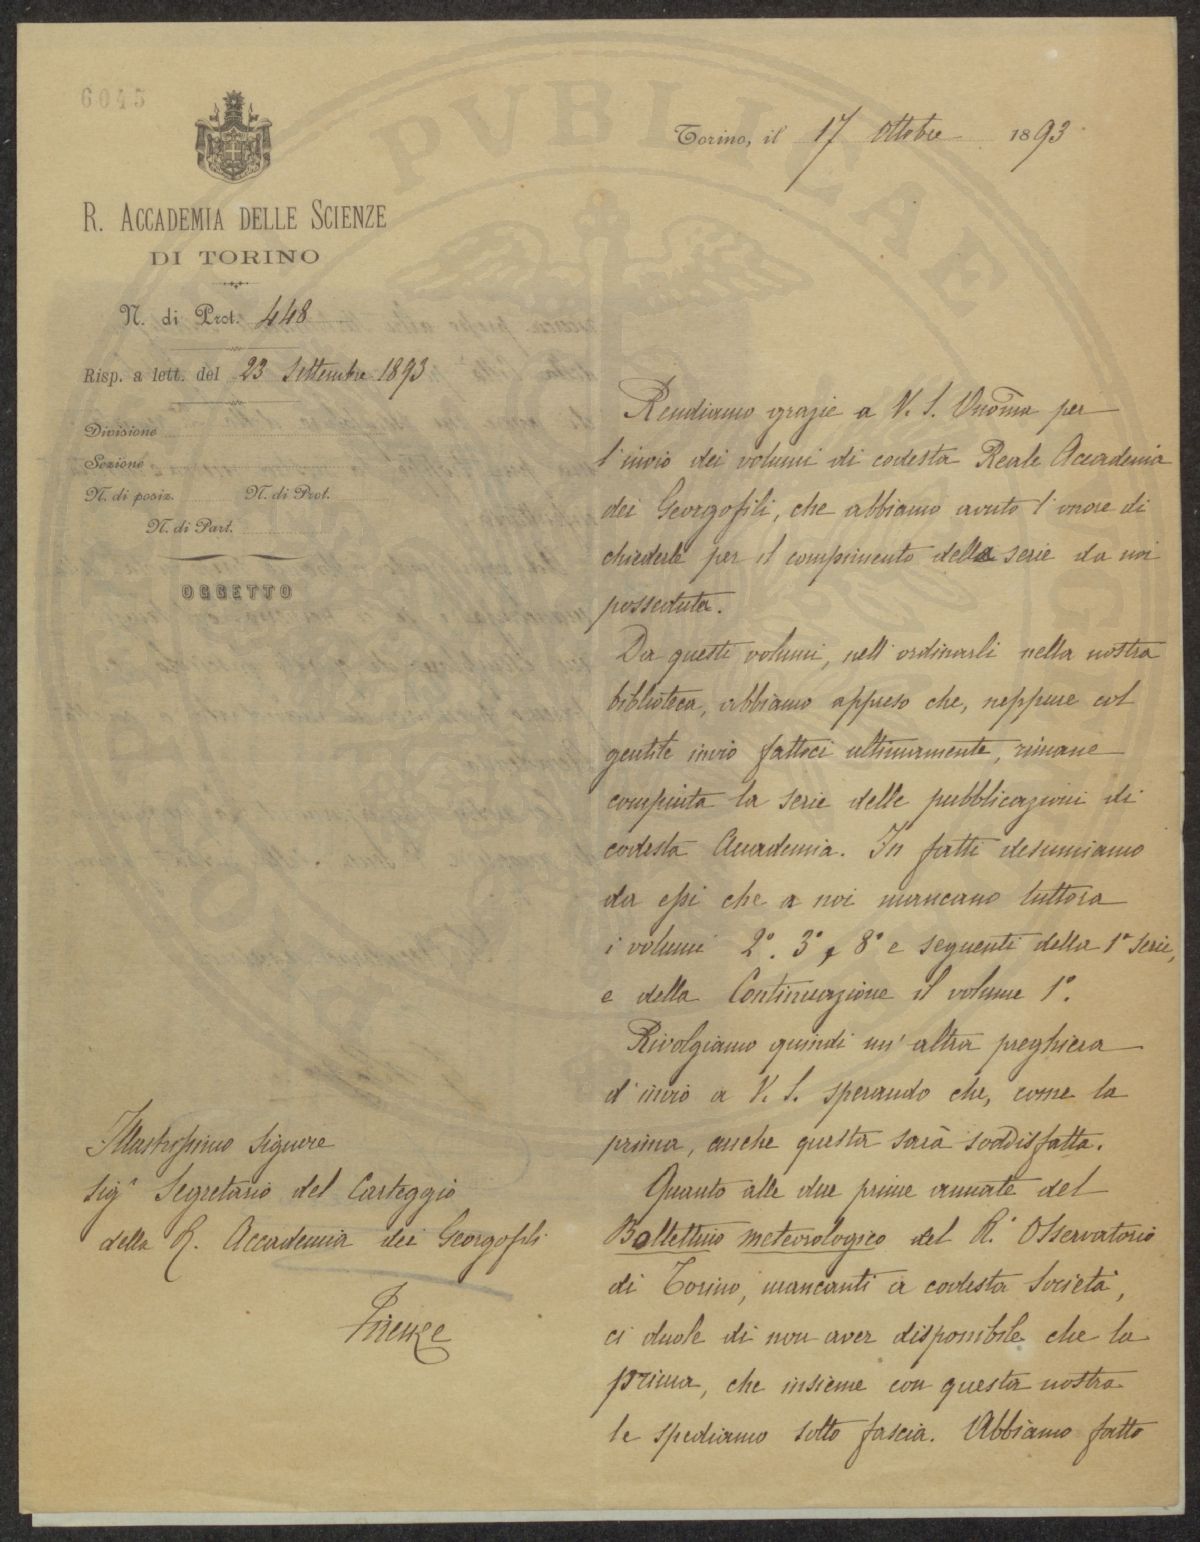 6045
R. ACCADEMIA DELLE SCIENZE
DI TORINO
N. di Prot. 448
Risp. a lett. del 23 Settembre 1893
Divisione
Sezione
N. di posiz. N. di Prot.
N. di Part.
OGGETTO
Torino, il 17 Ottobre 1893
Rendiamo grazie a V. S. Onoma per
l'invio dei volumi di codesta Reale Accademia
dei Georgofili, che abbiamo avuto l'onore di
chiederle per il compimento della serie da noi
posseduta.
Da questi volumi, nell'ordinarli nella nostra
biblioteca, abbiamo appreso che, neppure col
gentile invio fattoci ultimamente, rimane
compiuta la serie delle pubblicazioni di
codesta Accademia. In fatti desumiamo
da essi che a noi mancano tuttora
i volumi 2°. 3°, 8° e seguenti della 1a serie,
e della Continuazione il volume 1°.
Rivolgiamo quindi un'altra preghiera
d'invio a V. S. sperando che, come la
prima, anche questa sarà soddisfatta.
Quanto alle due prime annate del
Bollettino meteorologico del R.° Osservatorio
di Torino, mancanti a codesta Società,
ci duole di non aver disponibile che la
prima, che insieme con questa nostra
le spediamo sotto fascia. Abbiamo fatto
Illustrissimo Signore
Sigr Segretario del Carteggio
della R. Accademia dei Georgofili
Firenze
PVBLICAE